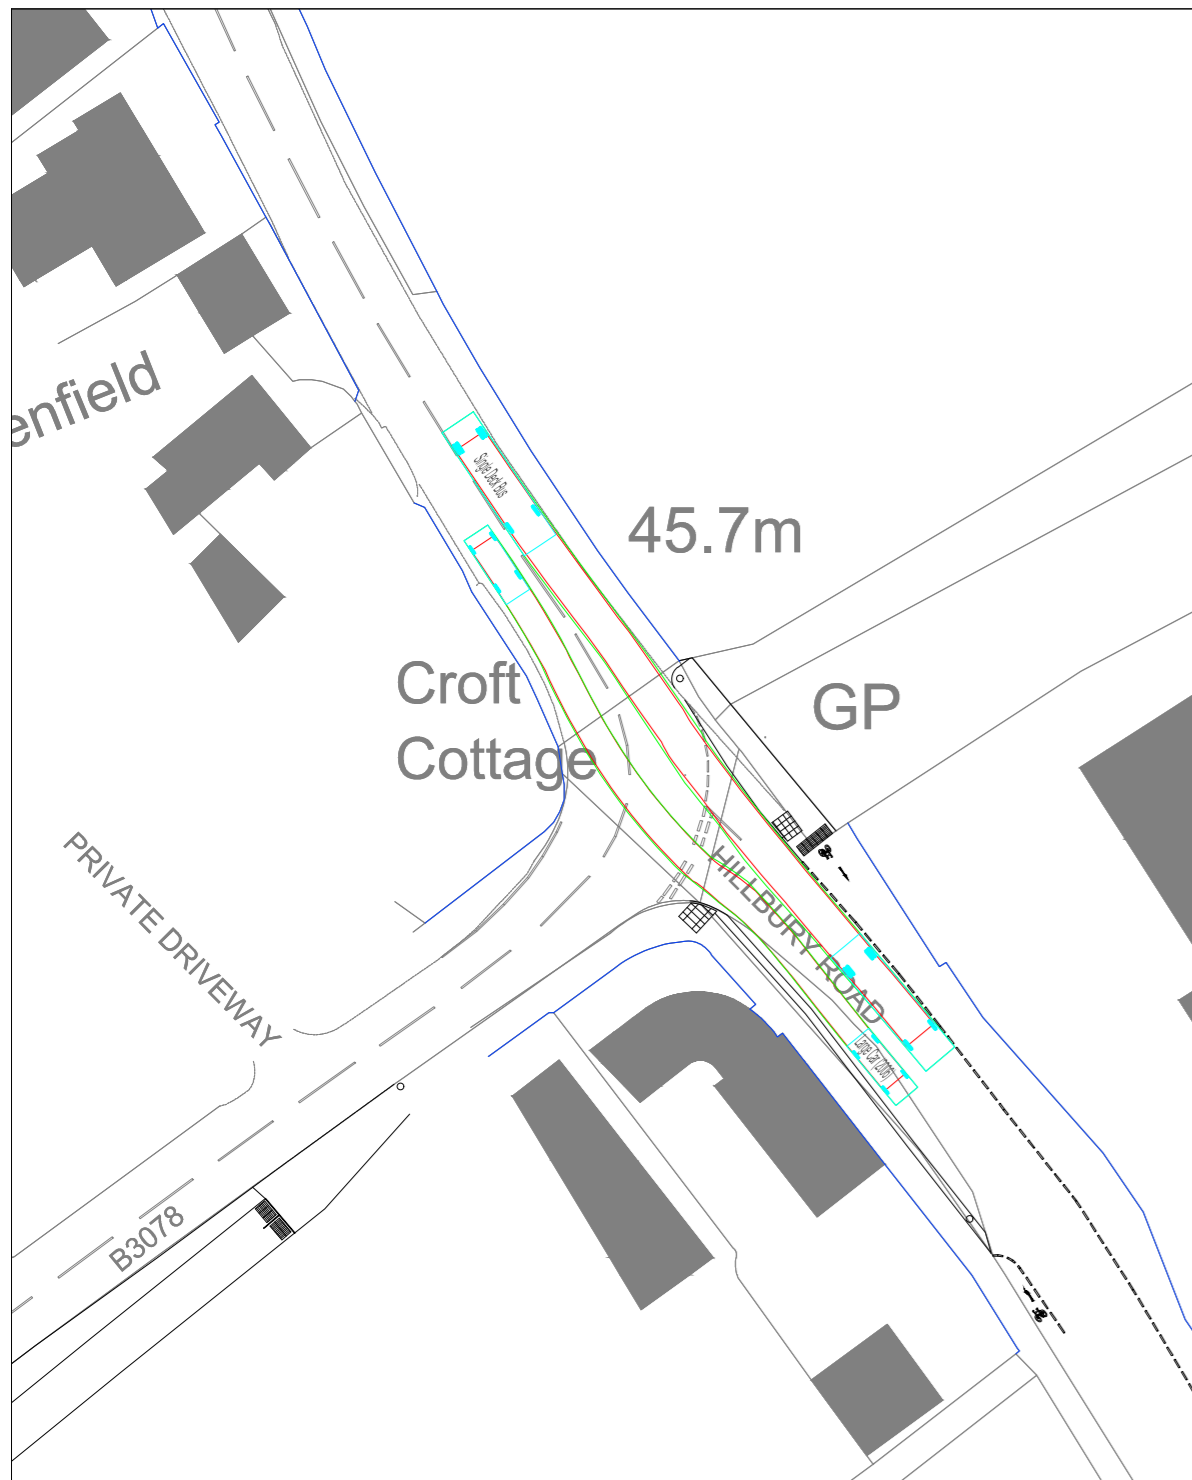 enfield
Single Deck Bus
45.7m
Croft
Cottage
GP
HILLBURY ROAD
PRIVATE DRIVEWAY
Large Car (2006)
B3078